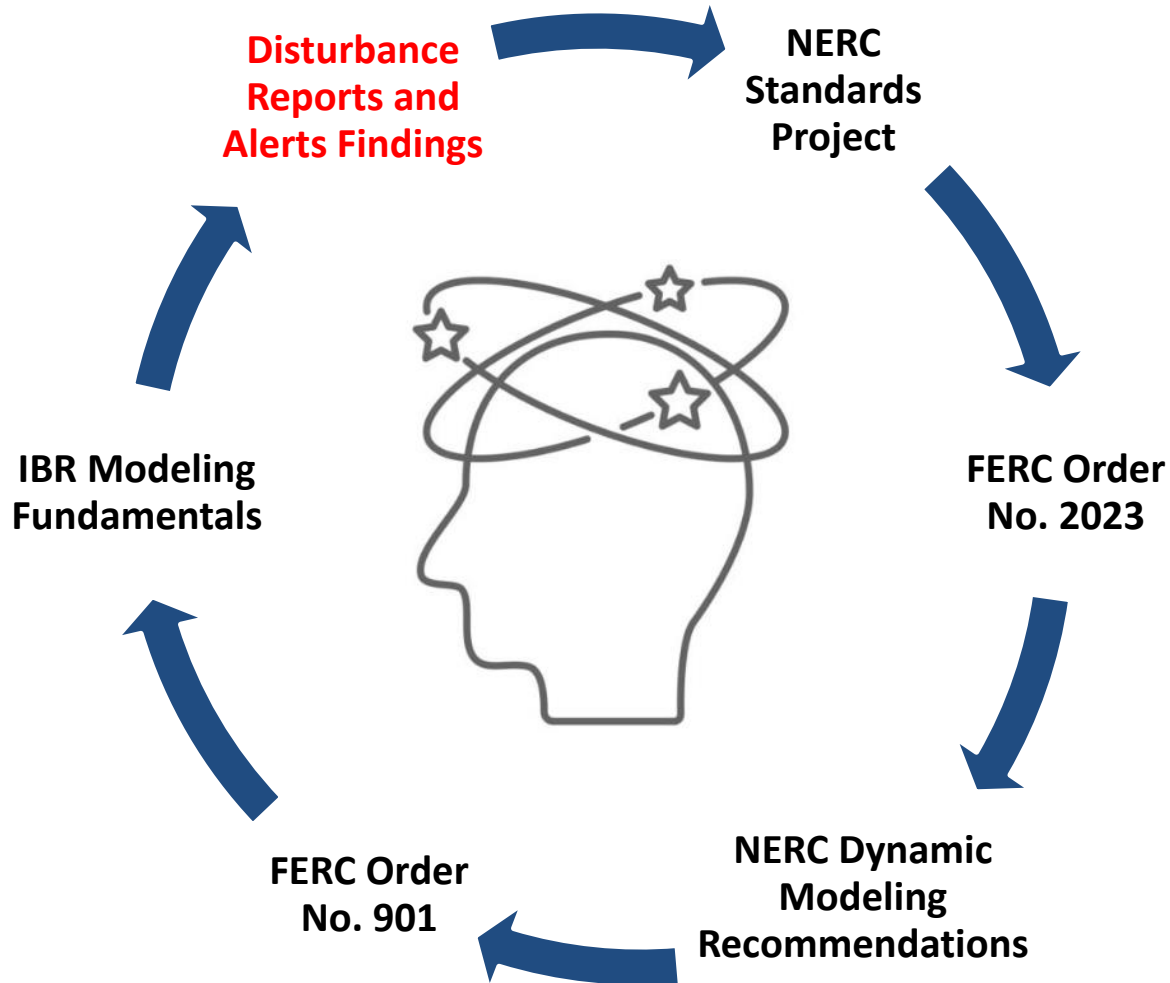 Disturbance
Reports and
Alerts Findings
NERC
Standards
Project
FERC Order
No. 2023
NERC Dynamic
Modeling
Recommendations
FERC Order
No. 901
IBR Modeling
Fundamentals